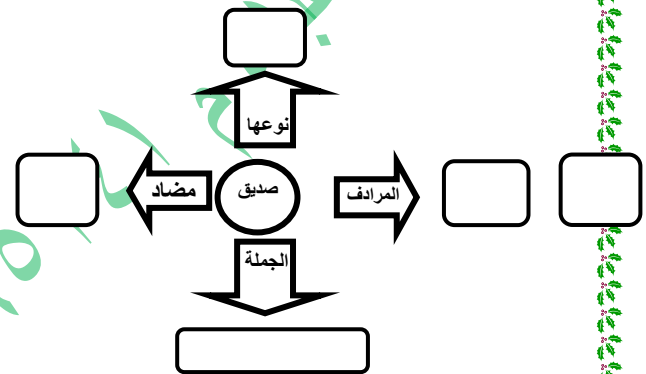 نوعها
المرادف
صديق
مضاد
الجملة